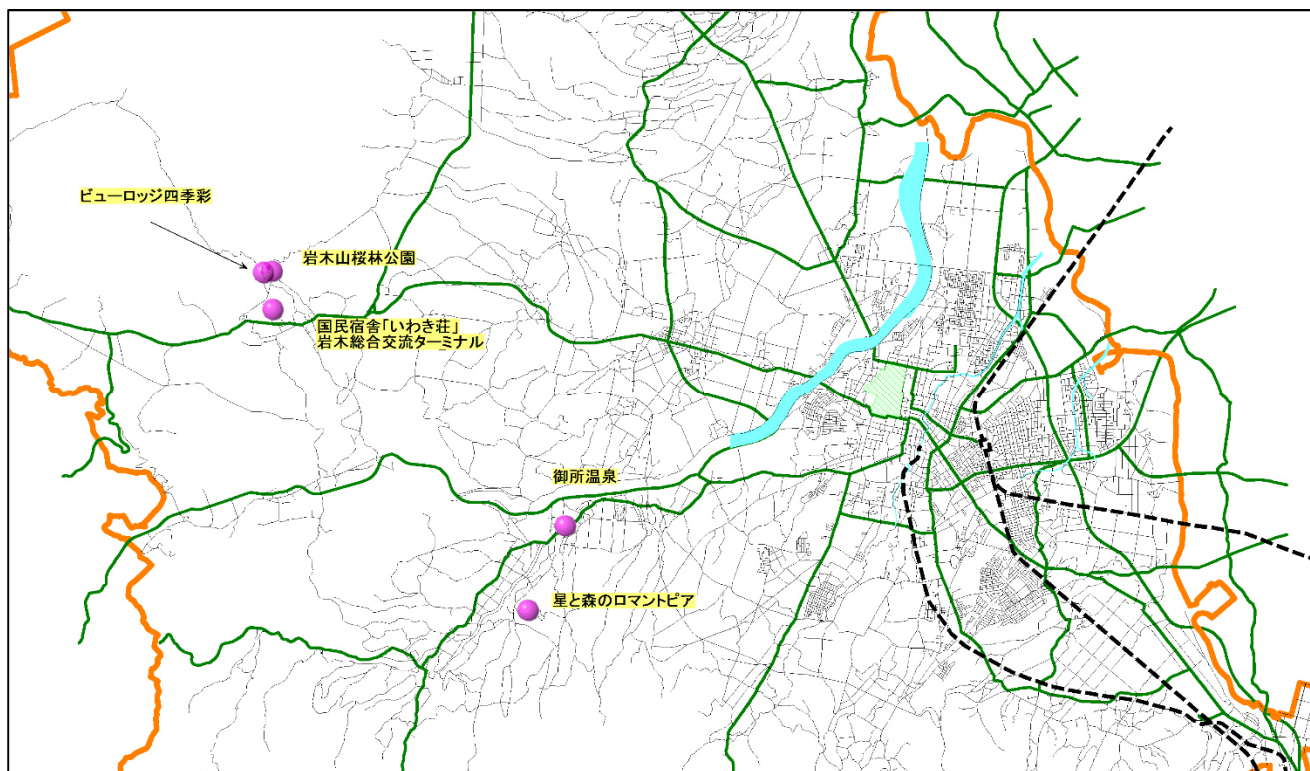 ビューロッジ四季彩
岩木山桜林公園
国民宿舎「いわき荘」
岩木総合交流ターミナル
御所温泉
星と森のロマントピア